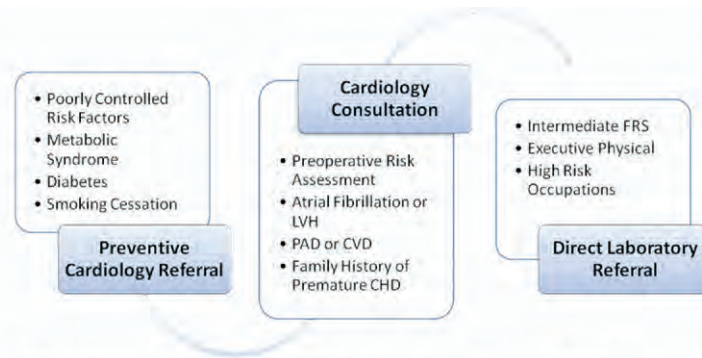 • Poorly Controlled
Risk Factors
• Metabolic
Syndrome
• Diabetes
• Smoking Cessation
Preventive
Cardiology Referral
Cardiology
Consultation
• Preoperative Risk
Assessment
• Atrial Fibrillation or
LVH
• PAD or CVD
• Family History of
Premature CHD
• Intermediate FRS
• Executive Physical
• High Risk
Occupations
Direct Laboratory
Referral